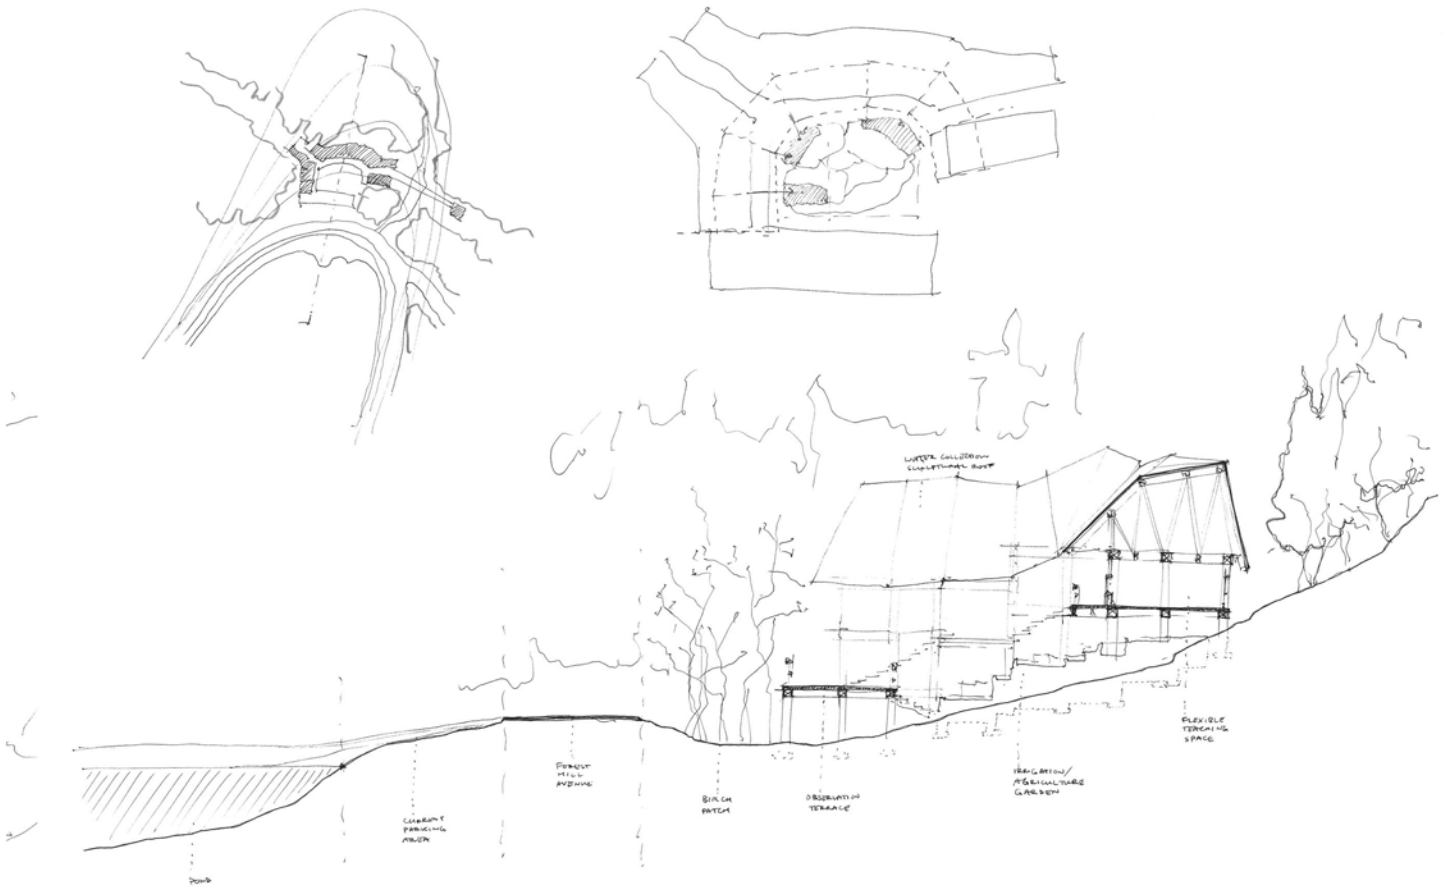 WATER COLLECTION
SCULPTURAL ROOF
FLEXIBLE
TEACHING
SPACE
FOREST
HILL
AVENUE
IRRIGATION/
AGRICULTURE
GARDEN
BIRCH
PATCH
OBSERVATION
TERRACE
CURRENT
PARKING
AREA
POND